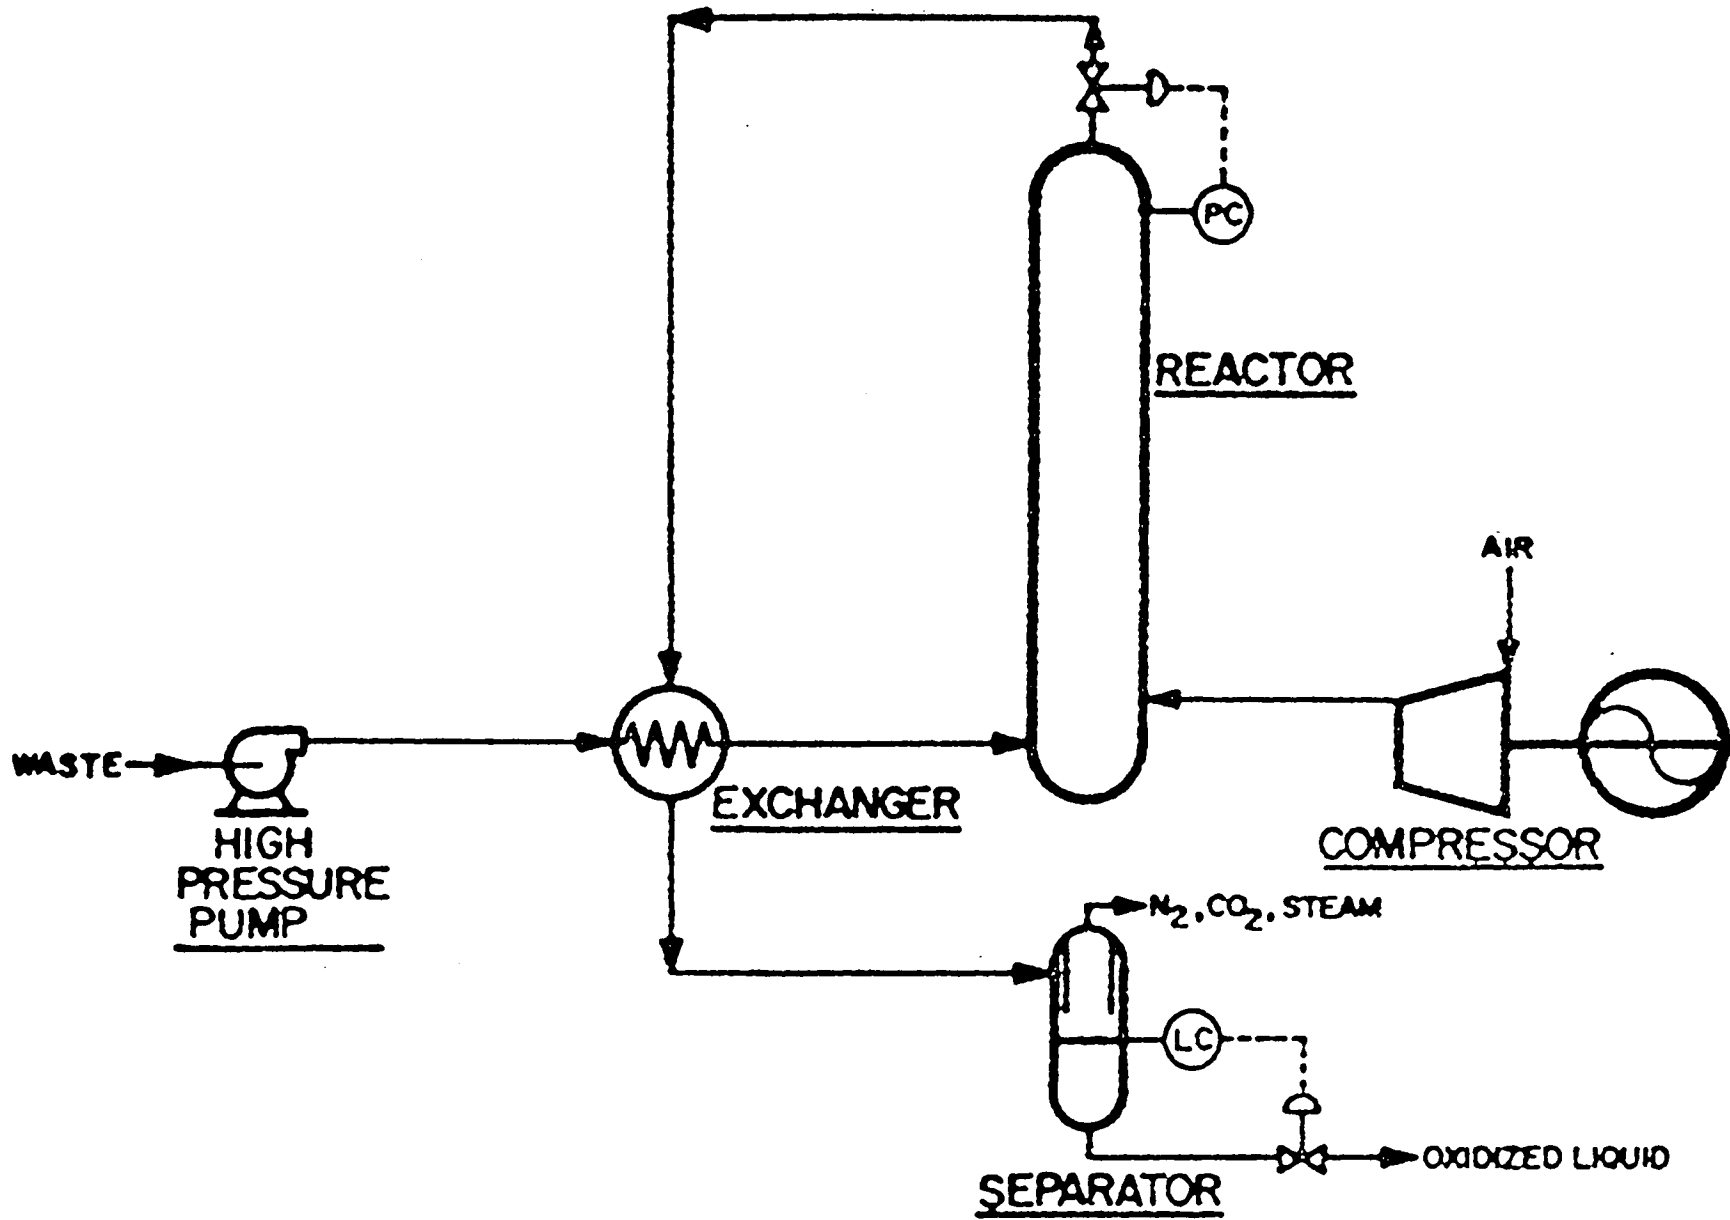 PC
REACTOR
AIR
WASTE
EXCHANGER
HIGH
PRESSURE
PUMP
COMPRESSOR
N2, CO2, STEAM
LC
OXIDIZED LIQUID
SEPARATOR